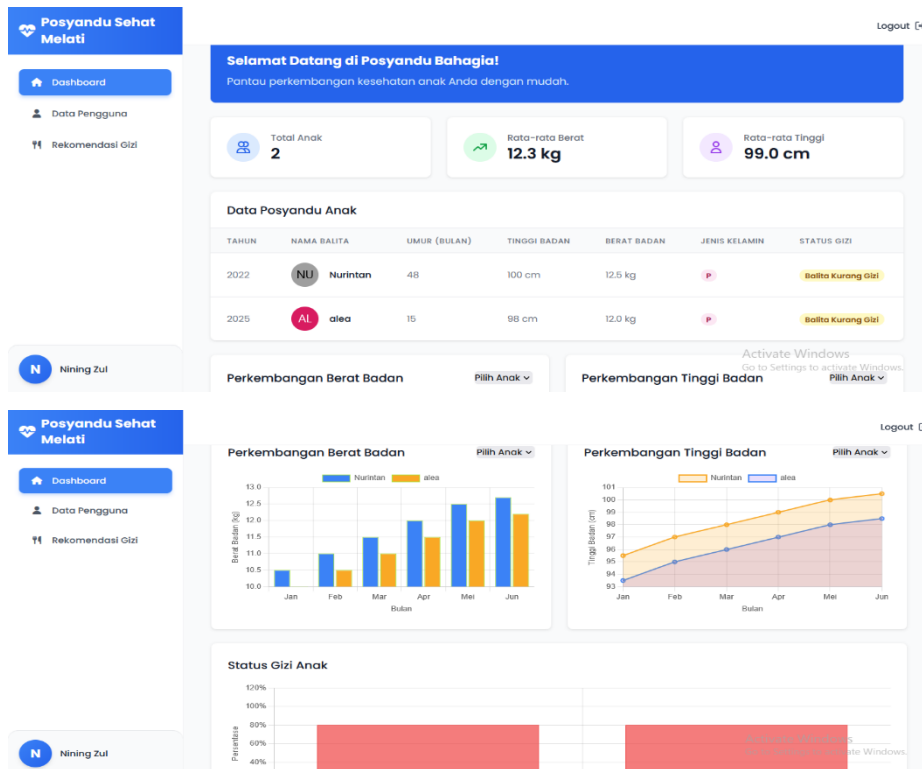 Posyandu Sehat
Melati
Logout
Dashboard
Data Pengguna
Rekomendasi Gizi
N Nining Zul
Selamat Datang di Posyandu Bahagia!
Pantau perkembangan kesehatan anak Anda dengan mudah.
Total Anak
2
Rata-rata Berat
12.3 kg
Rata-rata Tinggi
99.0 cm
Data Posyandu Anak
TAHUN NAMA BALITA UMUR (BULAN) TINGGI BADAN BERAT BADAN JENIS KELAMIN STATUS GIZI
2022 NU Nurintan 48 100 cm 12.5 kg P Balita Kurang Gizi
2025 AL alea 15 98 cm 12.0 kg P Balita Kurang Gizi
Perkembangan Berat Badan Pilih Anak
Perkembangan Tinggi Badan Pilih Anak
Activate Windows
Go to Settings to activate Windows.
Posyandu Sehat
Melati
Logout
Dashboard
Data Pengguna
Rekomendasi Gizi
N Nining Zul
Perkembangan Berat Badan Pilih Anak
Nurintan alea
Berat Badan (kg)
13.0
12.5
12.0
11.5
11.0
10.5
10.0
Jan Feb Mar Apr Mei Jun
Bulan
Perkembangan Tinggi Badan Pilih Anak
Nurintan alea
Tinggi Badan (cm)
101
100
99
98
97
96
95
94
93
Jan Feb Mar Apr Mei Jun
Bulan
Status Gizi Anak
Persentase
120%
100%
80%
60%
40%